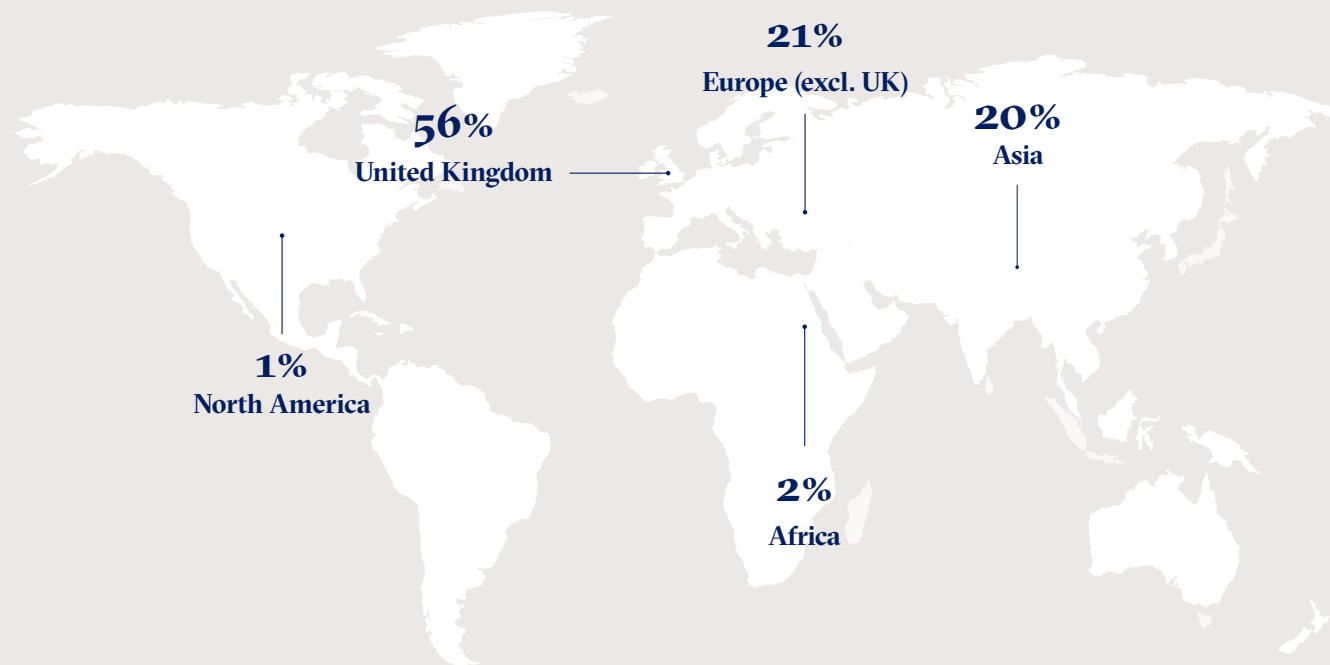 21%
Europe (excl. UK)
56%
United Kingdom
20%
Asia
1%
North America
2%
Africa